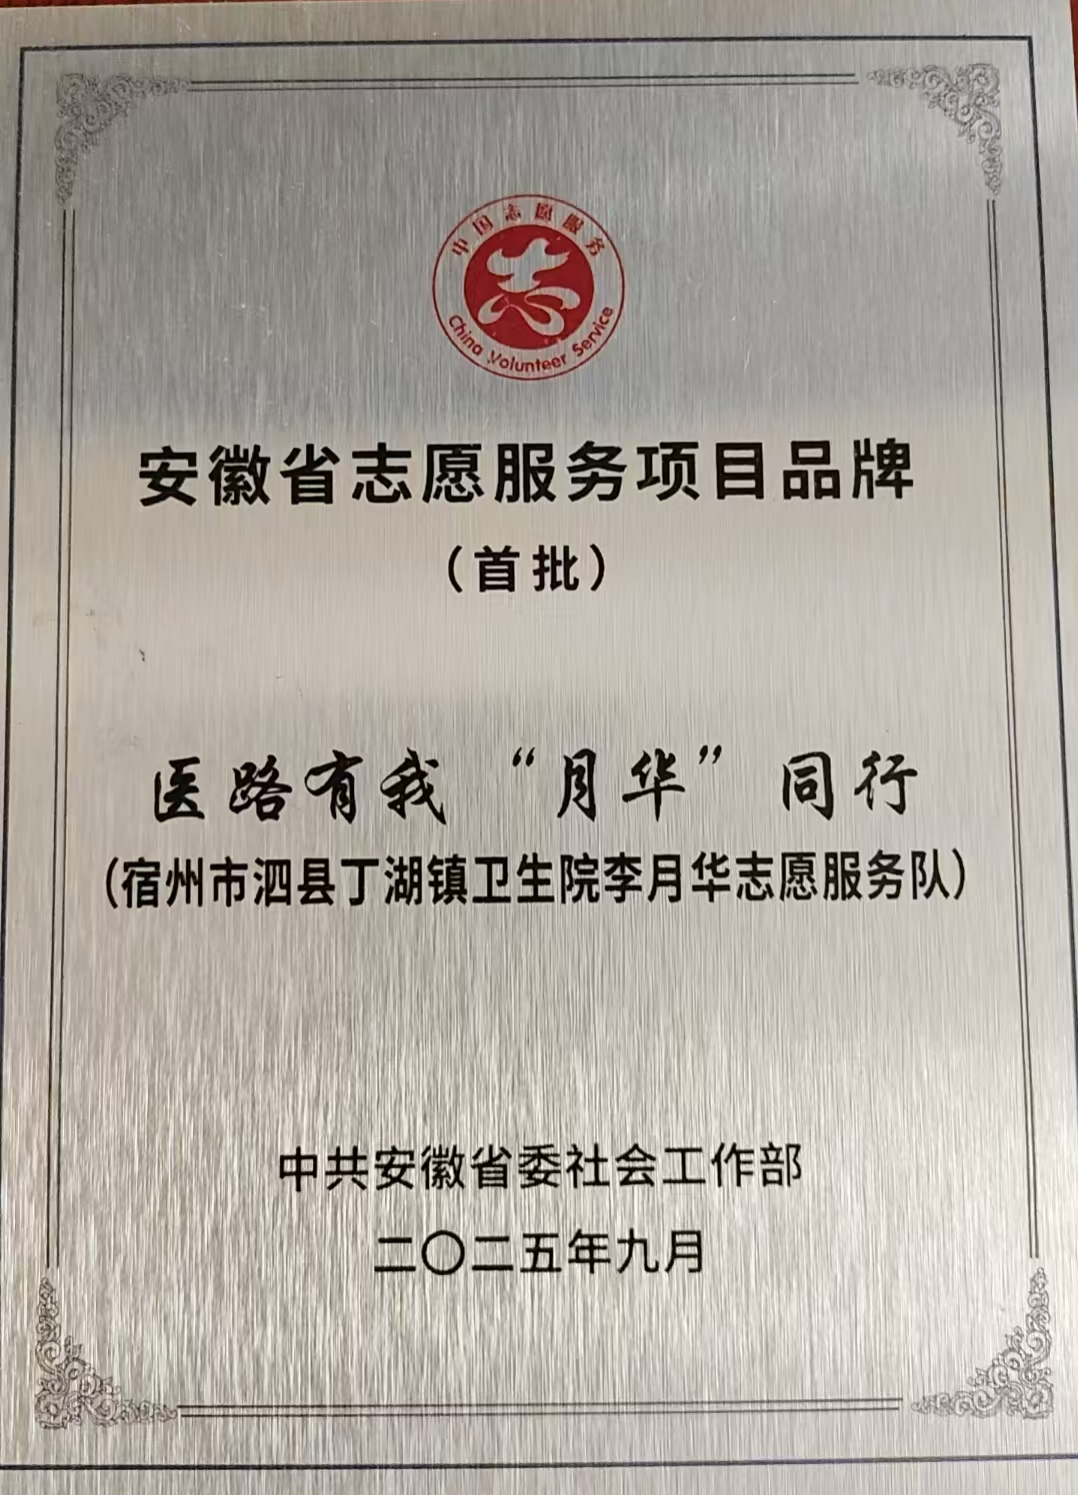 中国志愿服务
China Volunteer Service
安徽省志愿服务项目品牌
（首批）
医路有我“月华”同行
（宿州市泗县丁湖镇卫生院李月华志愿服务队）
中共安徽省委社会工作部
二〇二五年九月